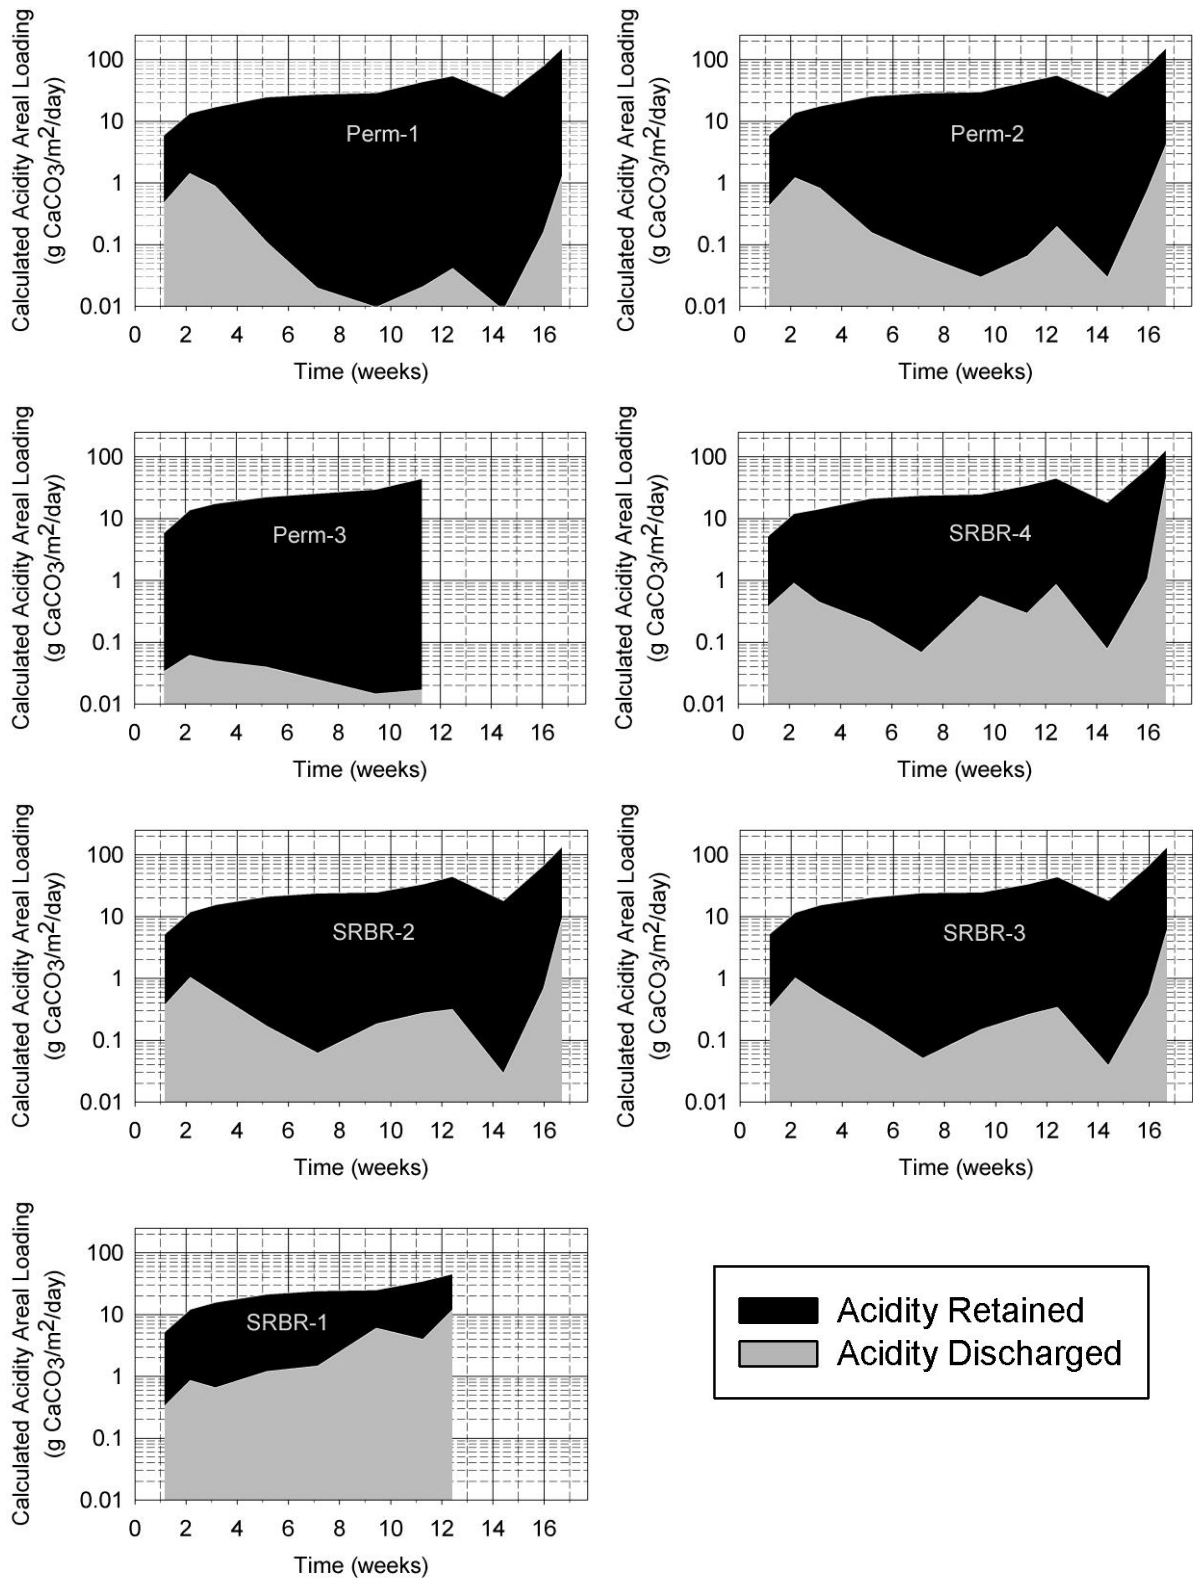 Calculated Acidity Areal Loading
(g CaCO3/m2/day)
100
10
1
0.1
0.01
Perm-1
0 2 4 6 8 10 12 14 16
Time (weeks)
Calculated Acidity Areal Loading
(g CaCO3/m2/day)
100
10
1
0.1
0.01
Perm-2
0 2 4 6 8 10 12 14 16
Time (weeks)
Calculated Acidity Areal Loading
(g CaCO3/m2/day)
100
10
1
0.1
0.01
Perm-3
0 2 4 6 8 10 12 14 16
Time (weeks)
Calculated Acidity Areal Loading
(g CaCO3/m2/day)
100
10
1
0.1
0.01
SRBR-4
0 2 4 6 8 10 12 14 16
Time (weeks)
Calculated Acidity Areal Loading
(g CaCO3/m2/day)
100
10
1
0.1
0.01
SRBR-2
0 2 4 6 8 10 12 14 16
Time (weeks)
Calculated Acidity Areal Loading
(g CaCO3/m2/day)
100
10
1
0.1
0.01
SRBR-3
0 2 4 6 8 10 12 14 16
Time (weeks)
Calculated Acidity Areal Loading
(g CaCO3/m2/day)
100
10
1
0.1
0.01
SRBR-1
0 2 4 6 8 10 12 14 16
Time (weeks)
Acidity Retained
Acidity Discharged